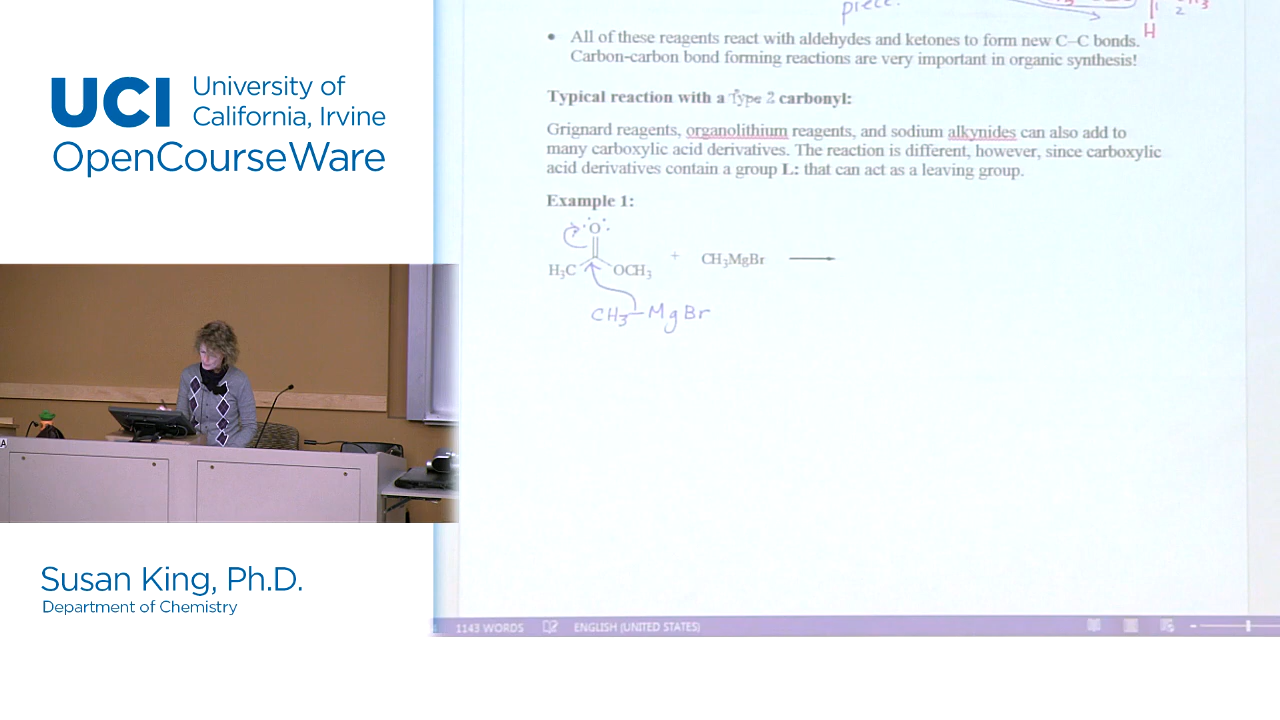 UCI University of California, Irvine
OpenCourseWare
piece.
H
2
• All of these reagents react with aldehydes and ketones to form new C–C bonds.
Carbon-carbon bond forming reactions are very important in organic synthesis!
Typical reaction with a Type 2 carbonyl:
Grignard reagents, organolithium reagents, and sodium alkynides can also add to
many carboxylic acid derivatives. The reaction is different, however, since carboxylic
acid derivatives contain a group L: that can act as a leaving group.
Example 1:
O
H₃C OCH₃ + CH₃MgBr
CH₃–MgBr
A
Susan King, Ph.D.
Department of Chemistry
1143 WORDS ENGLISH (UNITED STATES)